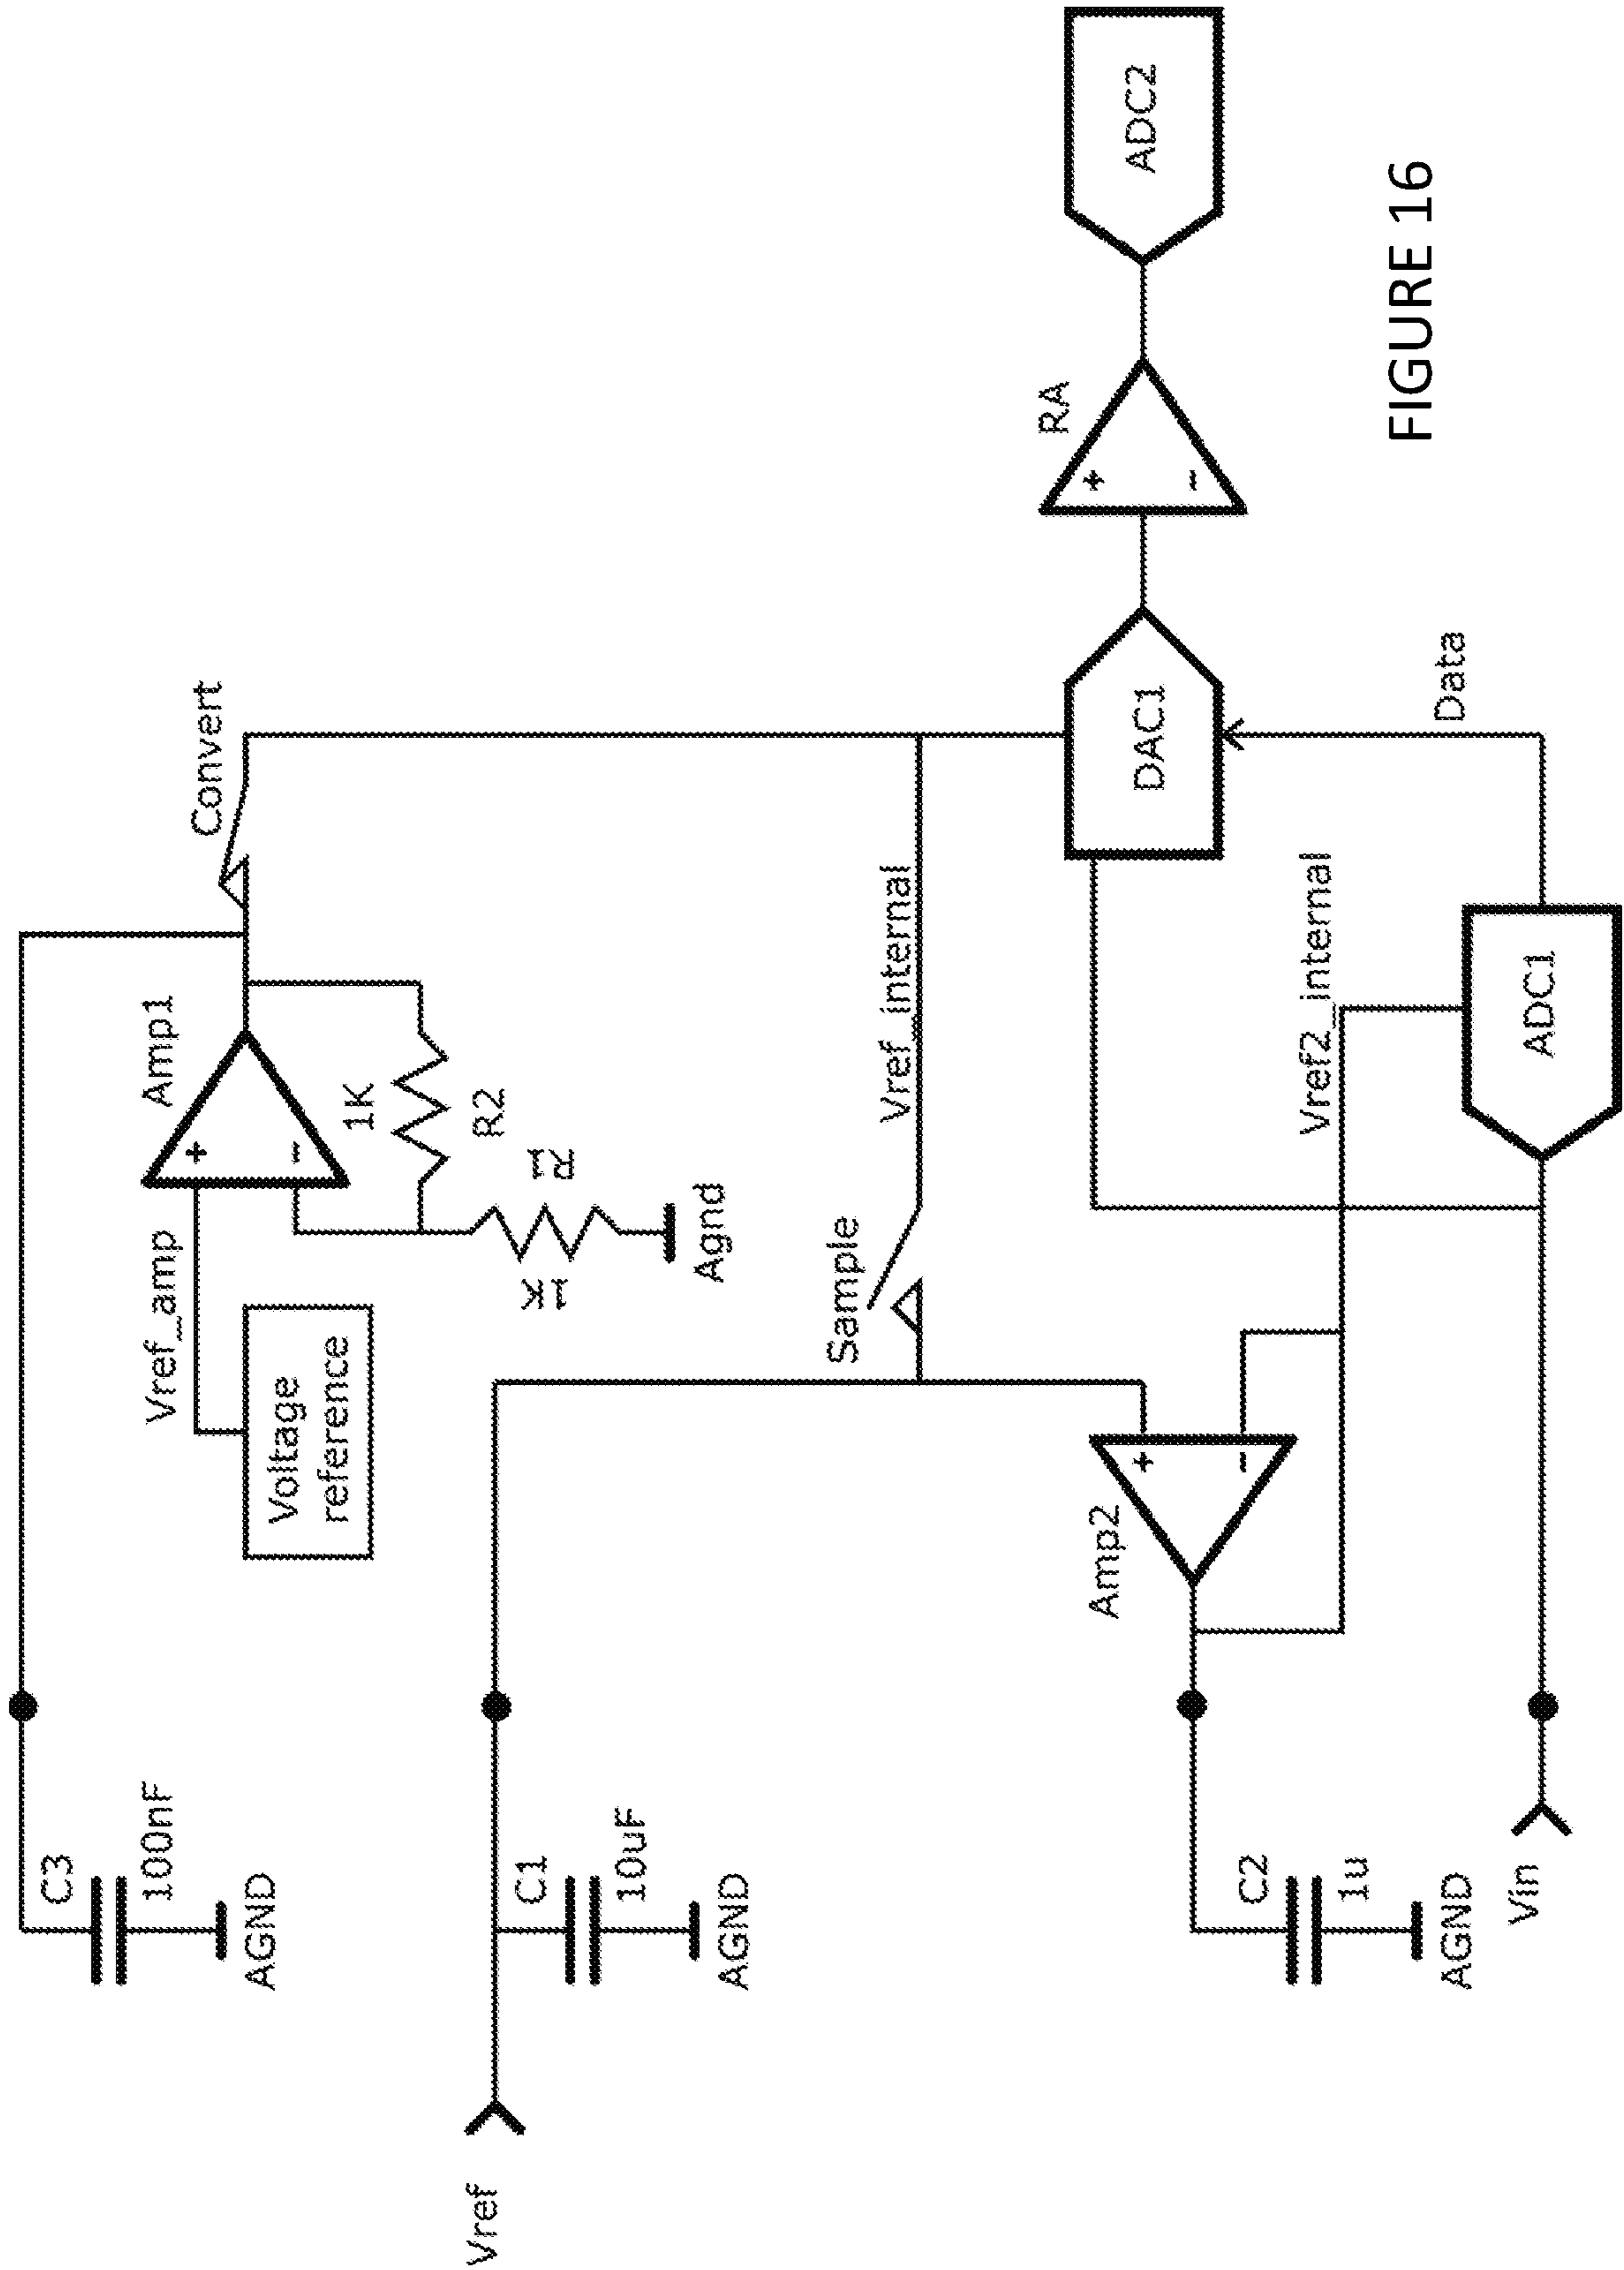 C3
100nF
AGND
Vref
C1
10uF
AGND
Voltage
reference
Vref_amp
Amp1
+
-
1K
R2
R1
1K
Agnd
Convert
Sample
Vref_internal
Amp2
+
-
C2
1u
AGND
Vin
Vref2_internal
ADC1
Data
DAC1
RA
+
-
ADC2
FIGURE 16